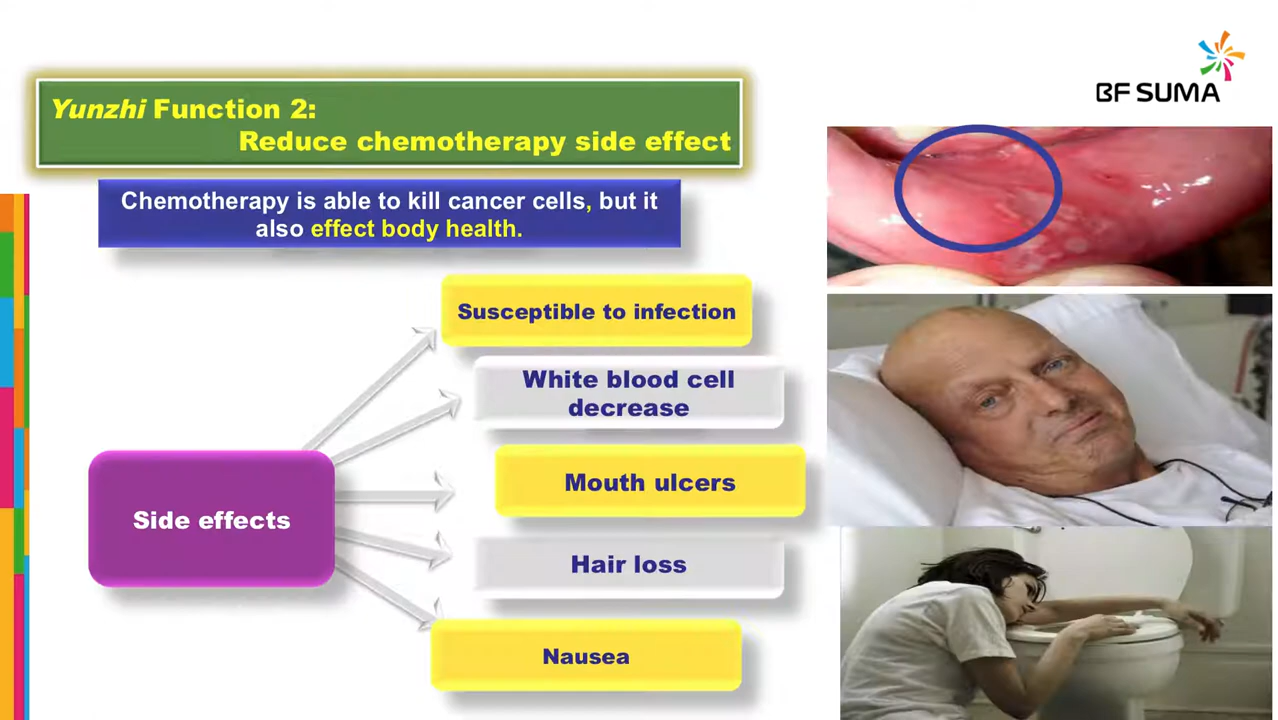 BF SUMA
Yunzhi Function 2:
Reduce chemotherapy side effect
Chemotherapy is able to kill cancer cells, but it
also effect body health.
Susceptible to infection
White blood cell
decrease
Mouth ulcers
Side effects
Hair loss
Nausea